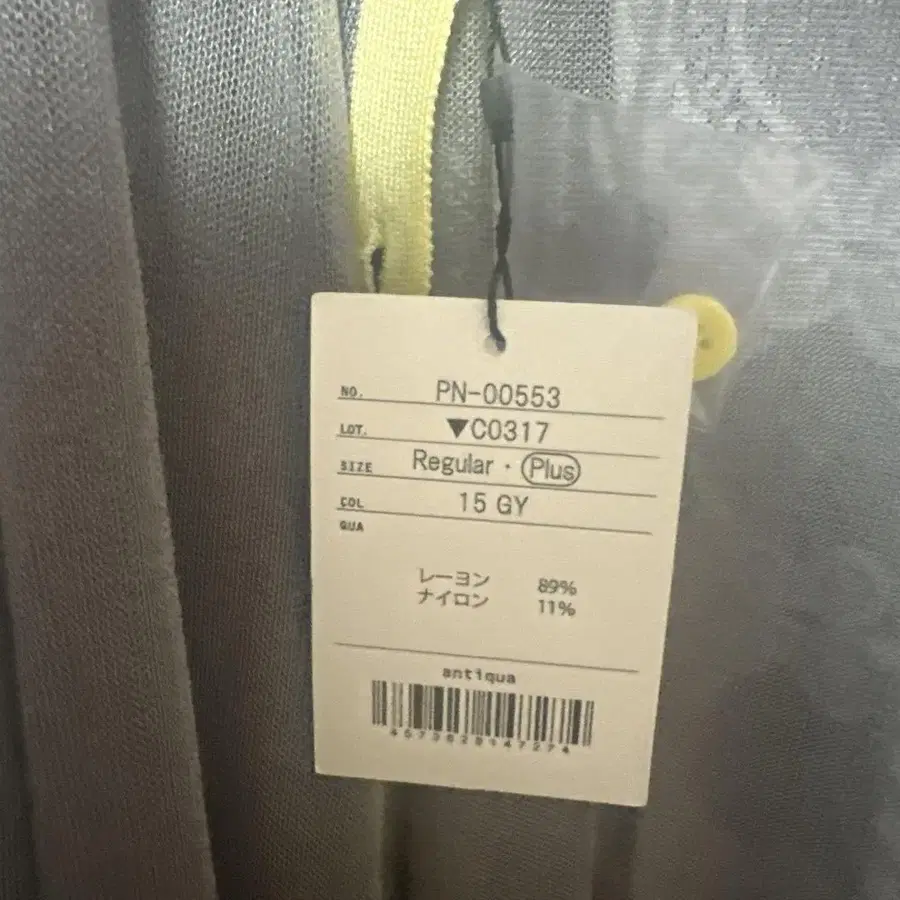 NO. PN-00553
LOT. ▼C0317
SIZE Regular・Plus
COL 15 GY
QUA
レーヨン 89%
ナイロン 11%
antiqua